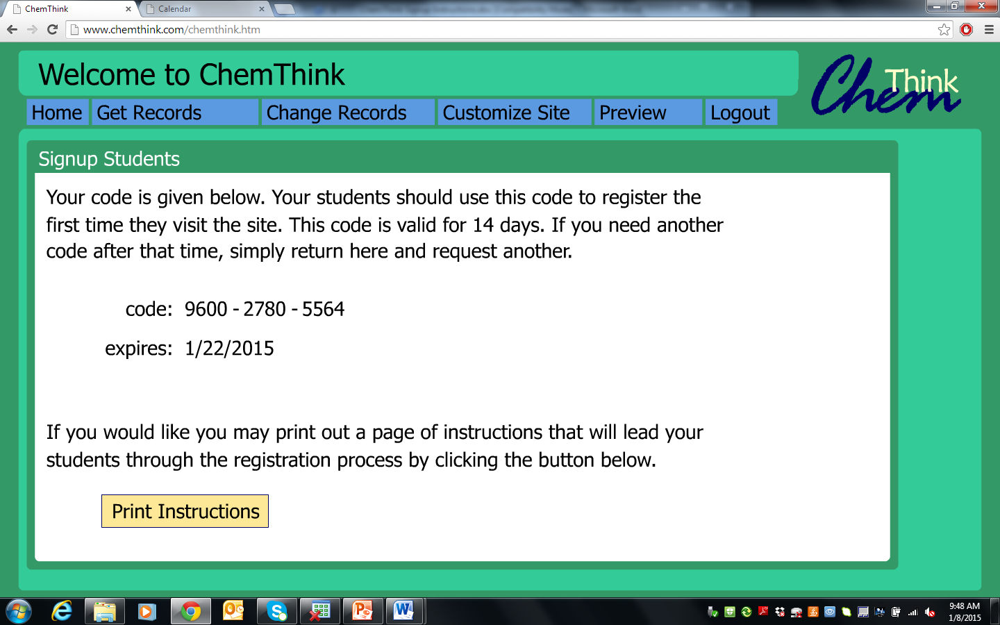 ChemThink
Calendar
www.chemthink.com/chemthink.htm
Welcome to ChemThink
Chem Think
Home Get Records Change Records Customize Site Preview Logout
Signup Students
Your code is given below. Your students should use this code to register the
first time they visit the site. This code is valid for 14 days. If you need another
code after that time, simply return here and request another.
code: 9600 - 2780 - 5564
expires: 1/22/2015
If you would like you may print out a page of instructions that will lead your
students through the registration process by clicking the button below.
Print Instructions
9:48 AM
1/8/2015